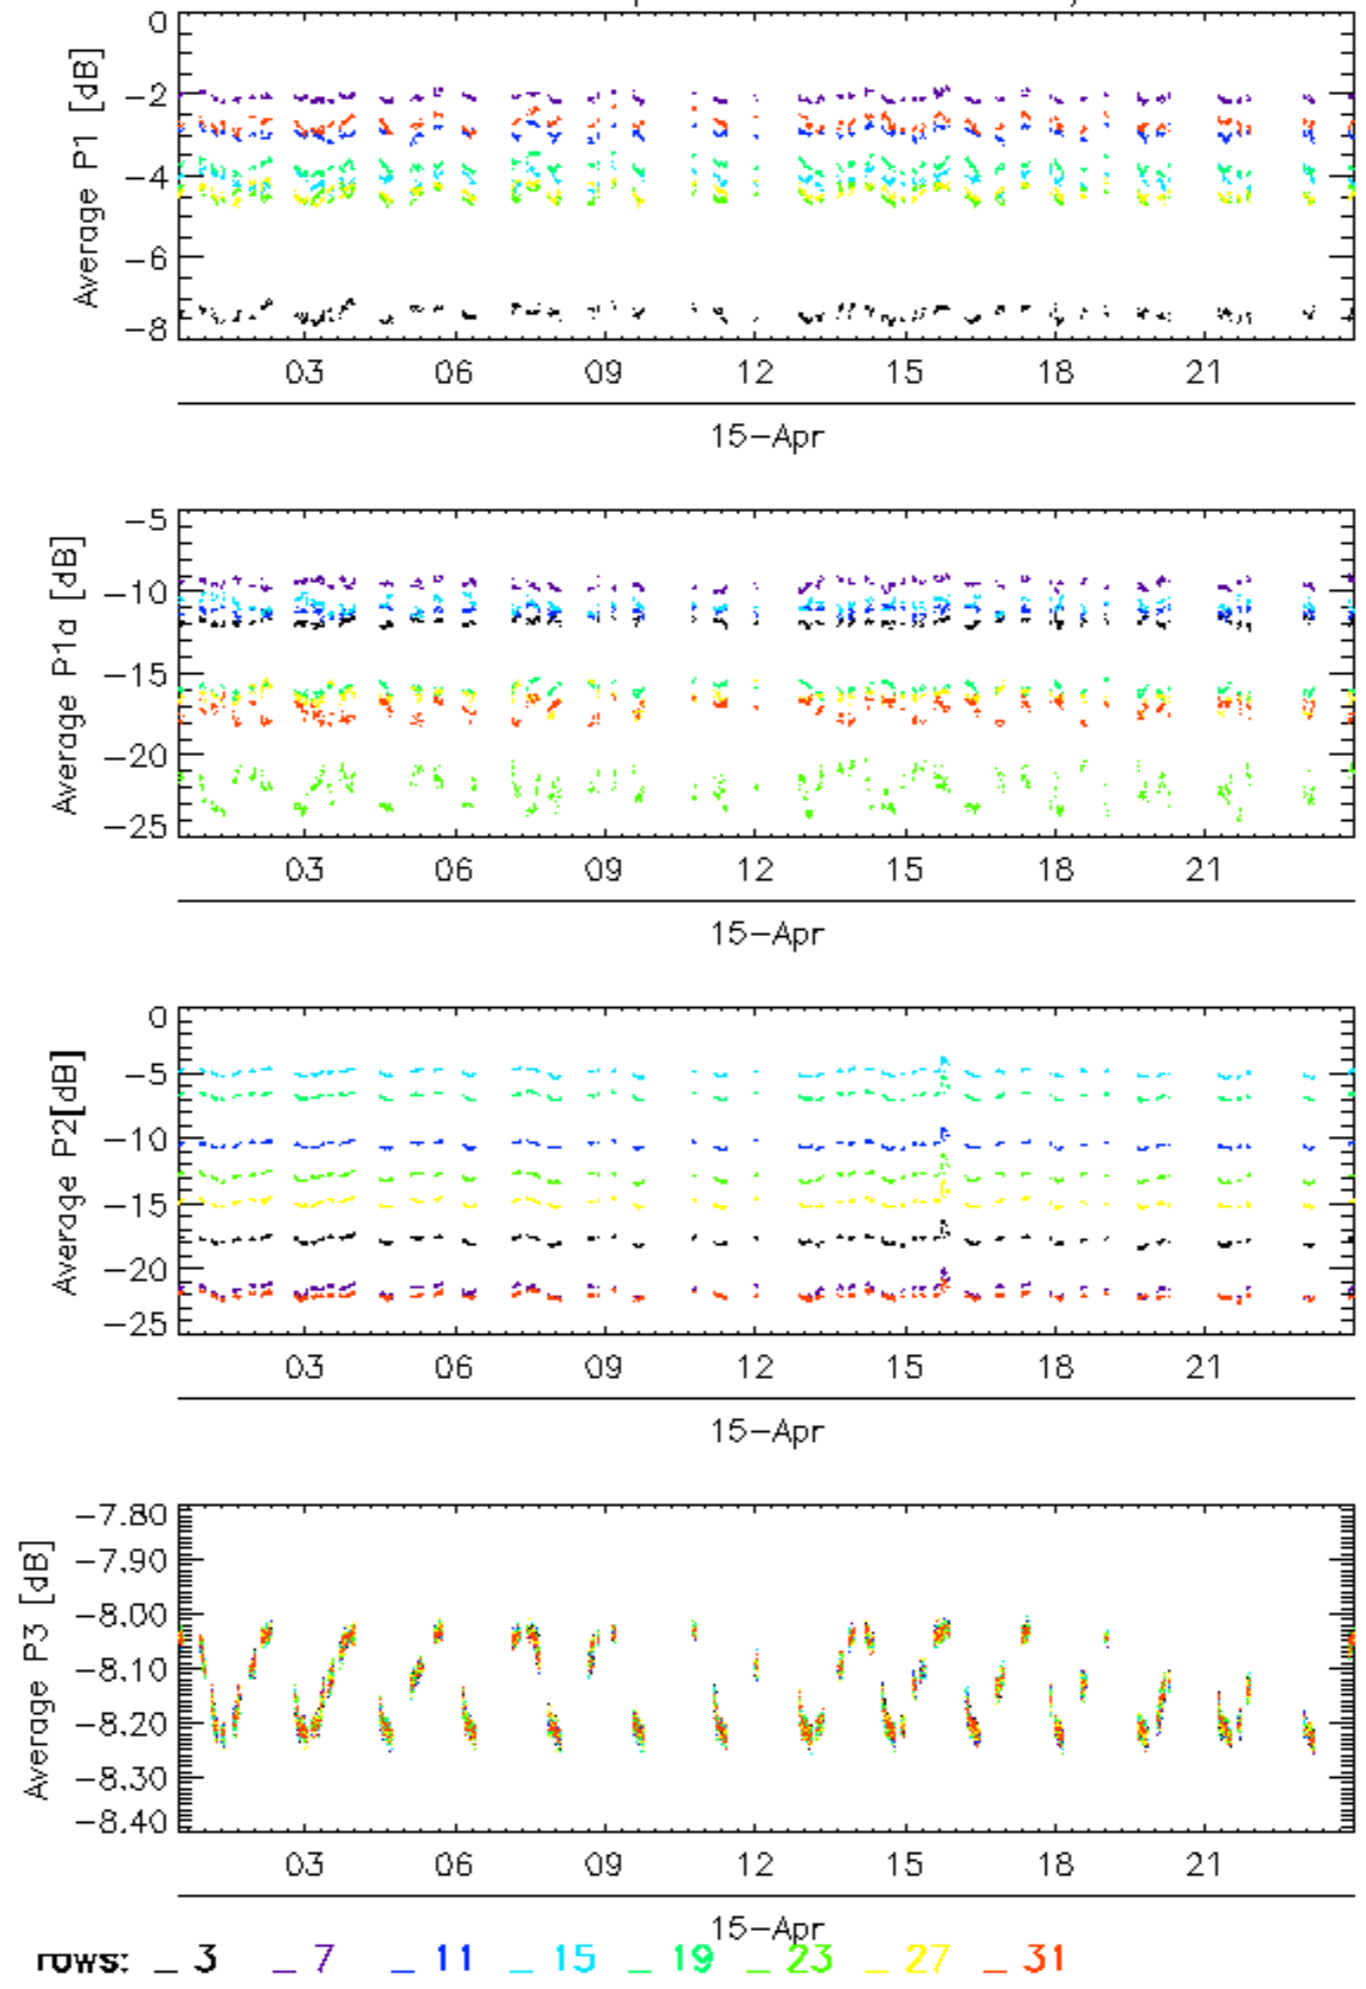 Average P1 [dB]
0
−2
−4
−6
−8
03 06 09 12 15 18 21
15−Apr
Average P1a [dB]
−5
−10
−15
−20
−25
03 06 09 12 15 18 21
15−Apr
Average P2[dB]
0
−5
−10
−15
−20
−25
03 06 09 12 15 18 21
15−Apr
Average P3 [dB]
−7.80
−7.90
−8.00
−8.10
−8.20
−8.30
−8.40
03 06 09 12 15 18 21
15−Apr
rows: _ 3 _ 7 _ 11 _ 15 _ 19 _ 23 _ 27 _ 31